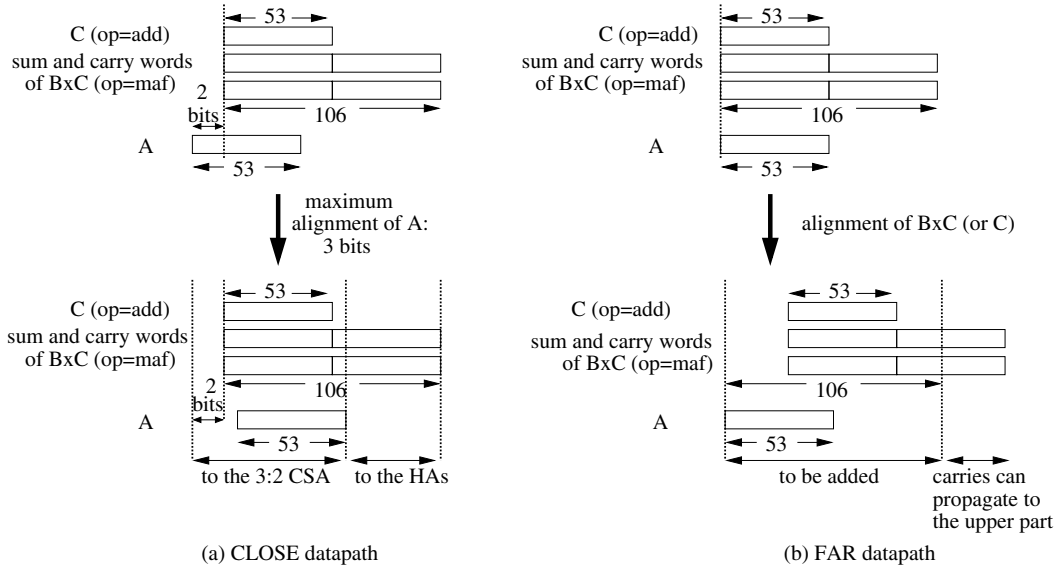 53
C (op=add)
sum and carry words
of BxC (op=maf)
2
bits
106
A
53
maximum
alignment of A:
3 bits
53
C (op=add)
sum and carry words
of BxC (op=maf)
2
bits
106
A
53
to the 3:2 CSA
to the HAs
(a) CLOSE datapath
53
C (op=add)
sum and carry words
of BxC (op=maf)
106
A
53
alignment of BxC (or C)
53
C (op=add)
sum and carry words
of BxC (op=maf)
106
A
53
to be added
carries can
propagate to
the upper part
(b) FAR datapath